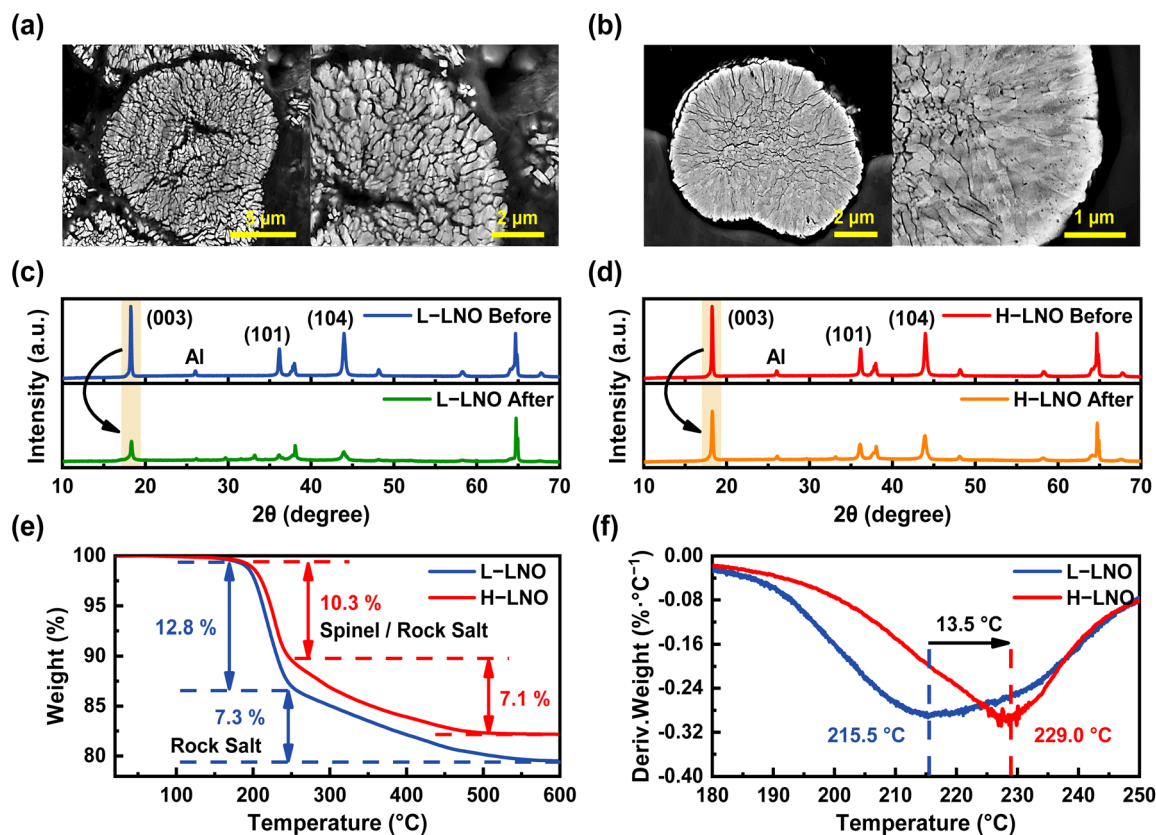 (a)
(b)
5 μm
2 μm
2 μm
1 μm
(c)
(d)
Intensity (a.u.)
(003)
Al
(101)
(104)
L−LNO Before
L−LNO After
10 20 30 40 50 60 70
2θ (degree)
Intensity (a.u.)
(003)
Al
(101)
(104)
H−LNO Before
H−LNO After
10 20 30 40 50 60 70
2θ (degree)
(e)
(f)
Weight (%)
100
95
90
85
80
L−LNO
H−LNO
12.8 %
10.3 %
Spinel / Rock Salt
7.3 %
7.1 %
Rock Salt
100 200 300 400 500 600
Temperature (°C)
Deriv.Weight (%·°C⁻¹)
0.00
-0.08
-0.16
-0.24
-0.32
-0.40
L−LNO
H−LNO
13.5 °C
215.5 °C
229.0 °C
180 190 200 210 220 230 240 250
Temperature (°C)